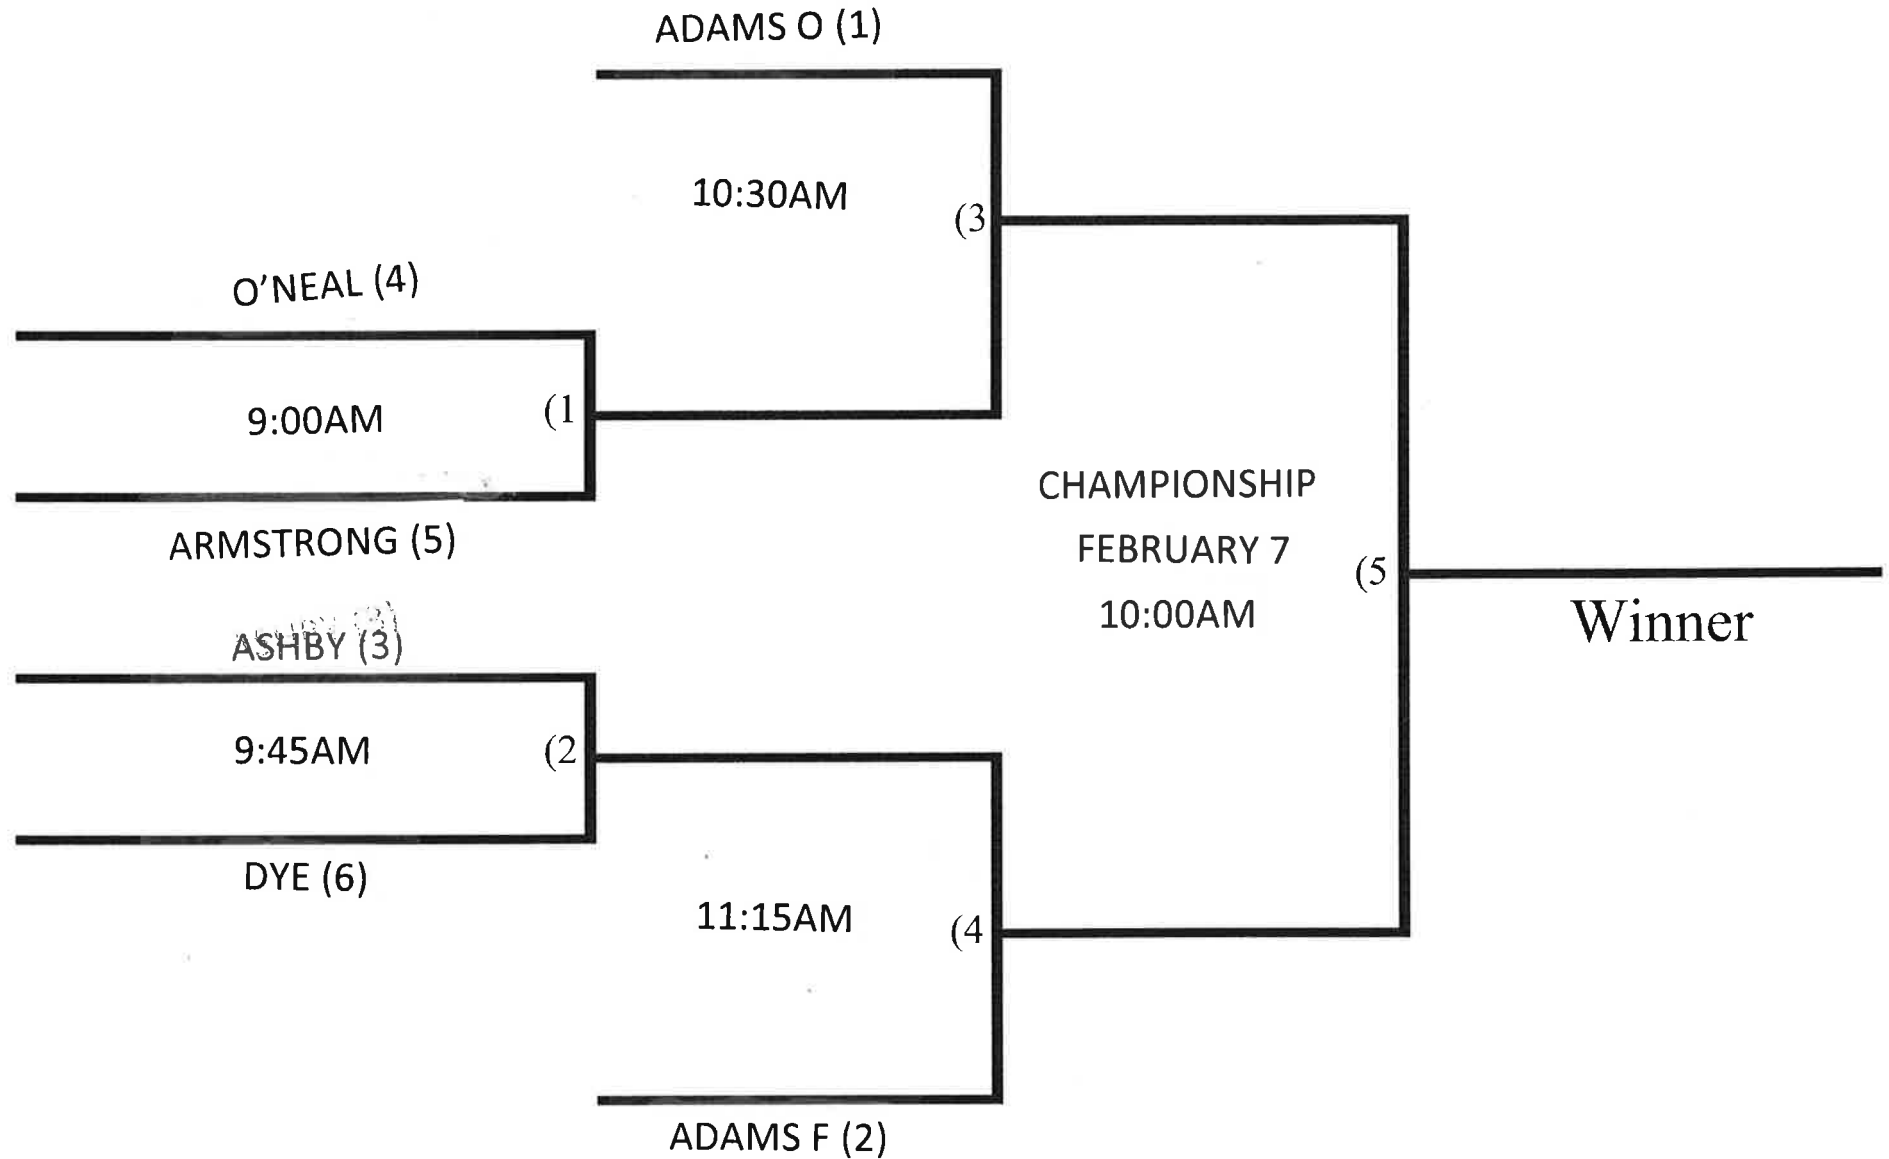 ADAMS O (1)
10:30AM
(3
O'NEAL (4)
9:00AM
(1
ARMSTRONG (5)
CHAMPIONSHIP
FEBRUARY 7
10:00AM
(5
Winner
ASHBY (3)
9:45AM
(2
DYE (6)
11:15AM
(4
ADAMS F (2)